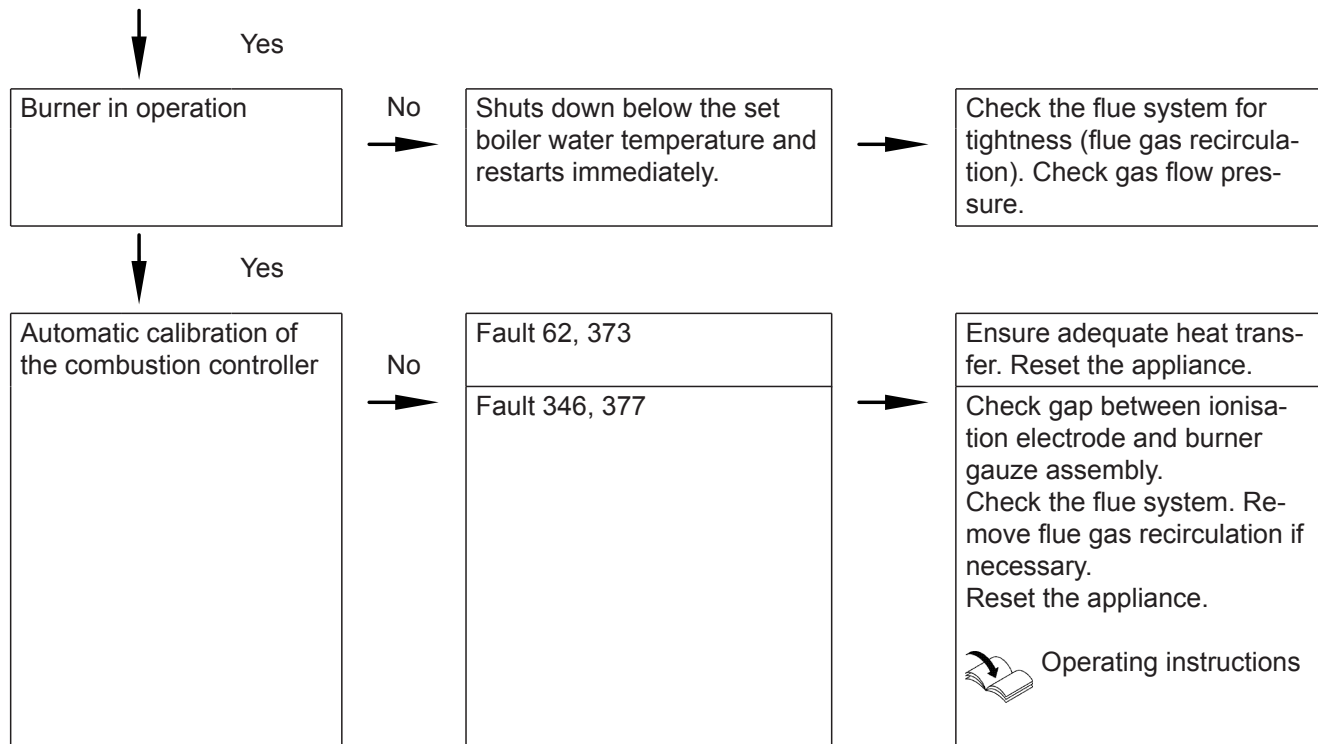 Yes
Burner in operation
No
Shuts down below the set
boiler water temperature and
restarts immediately.
Check the flue system for
tightness (flue gas recircula-
tion). Check gas flow pres-
sure.
Yes
Automatic calibration of
the combustion controller
No
Fault 62, 373
Ensure adequate heat trans-
fer. Reset the appliance.
Fault 346, 377
Check gap between ionisa-
tion electrode and burner
gauze assembly.
Check the flue system. Re-
move flue gas recirculation if
necessary.
Reset the appliance.
Operating instructions